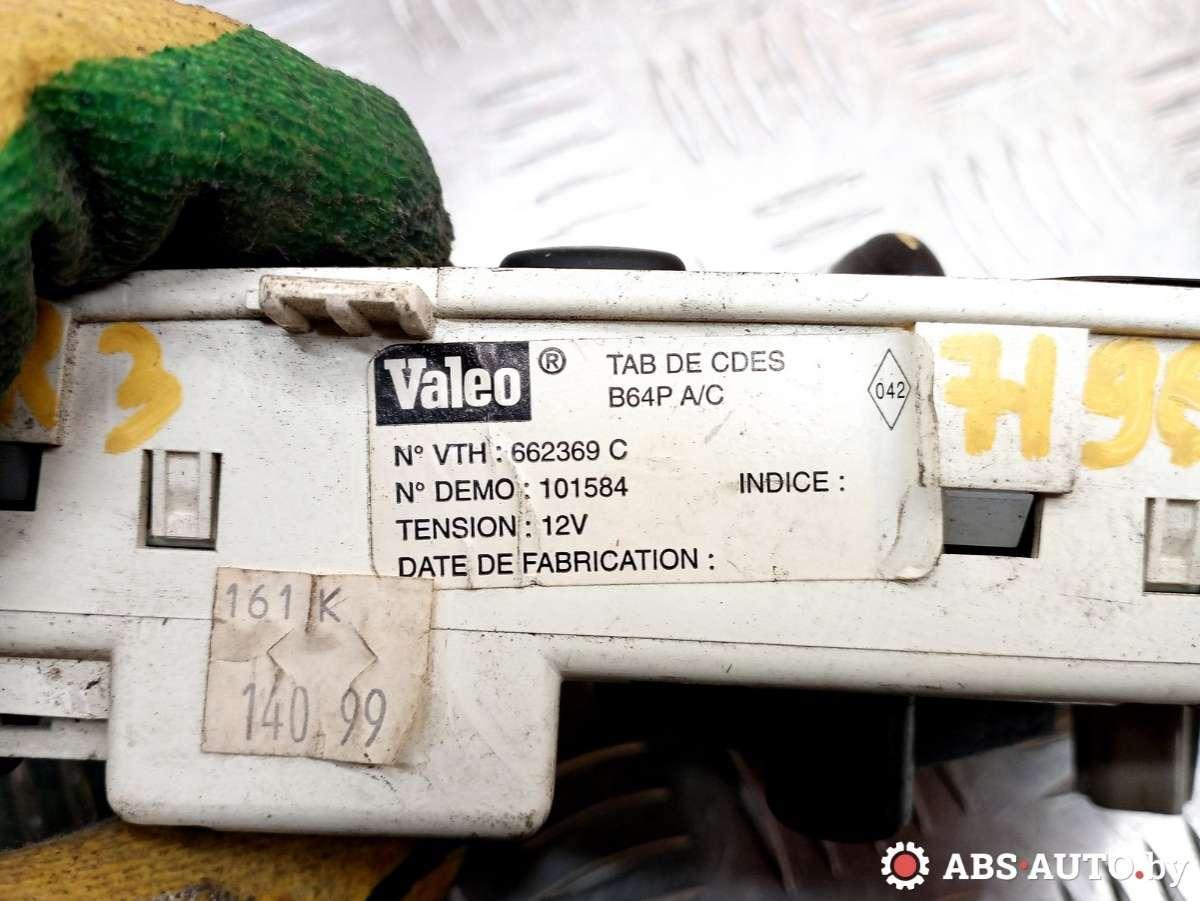 Valeo ® TAB DE CDES
B64P A/C
042
N° VTH : 662369 C
N° DEMO : 101584 INDICE :
TENSION : 12V
DATE DE FABRICATION :
3
161 K
140 99
ABS-AUTO.by